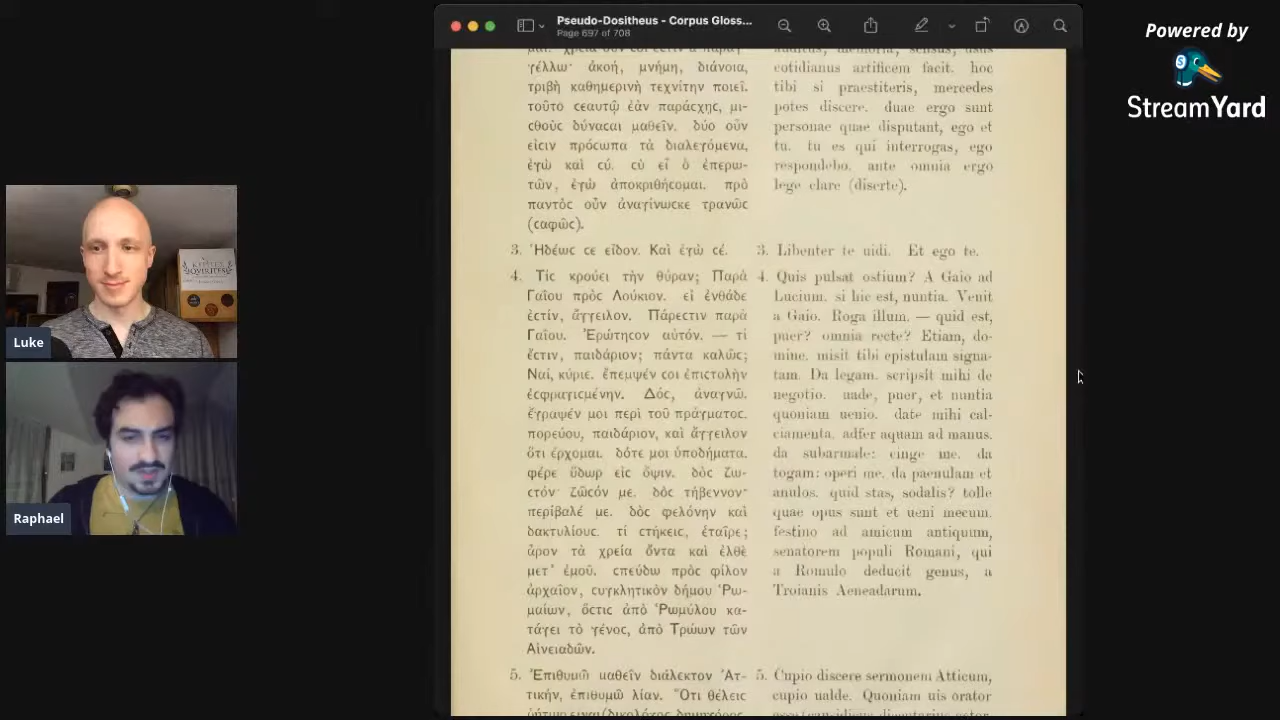 Powered by
StreamYard
Pseudo-Dositheus - Corpus Gloss...
Page 697 of 708
γέλλω· ἀκοή, μνήμη, διάνοια,
τριβὴ καθημερινὴ τεχνίτην ποιεῖ.
τοῦτο ϲεαυτῷ ἐὰν παράϲχῃϲ, μι-
ϲθοὺϲ δύναϲαι μαθεῖν. δύο οὖν
εἰϲιν πρόϲωπα τὰ διαλεγόμενα,
ἐγὼ καὶ ϲύ. ϲὺ εἶ ὁ ἐπερω-
τῶν, ἐγὼ ἀποκριθήϲομαι. πρὸ
παντὸϲ οὖν ἀναγίνωϲκε τρανῶϲ
(ϲαφῶϲ).
3. Ἡδέωϲ ϲε εἶδον. Καὶ ἐγὼ ϲέ.
4. Τίϲ κρούει τὴν θύραν; Παρὰ
Γαΐου πρὸϲ Λούκιον. εἰ ἐνθάδε
ἐϲτίν, ἄγγειλον. Πάρεϲτιν παρὰ
Γαΐου. Ἐρώτηϲον αὐτόν. — τί
ἔϲτιν, παιδάριον; πάντα καλῶϲ;
Ναί, κύριε. ἔπεμψέν ϲοι ἐπιϲτολὴν
ἐϲφραγιϲμένην. Δόϲ, ἀναγνῶ.
ἔγραψέν μοι περὶ τοῦ πράγματοϲ.
πορεύου, παιδάριον, καὶ ἄγγειλον
ὅτι ἔρχομαι. δότε μοι ὑποδήματα.
φέρε ὕδωρ εἰϲ ὄψιν. δὸϲ ζω-
ϲτόν· ζῶϲόν με. δὸϲ τήβεννον·
περίβαλέ με. δὸϲ φελόνην καὶ
δακτυλίουϲ. τί ϲτήκειϲ, ἑταῖρε;
ἆρον τὰ χρεία ὄντα καὶ ἐλθὲ
μετ' ἐμοῦ. ϲπεύδω πρὸϲ φίλον
ἀρχαῖον, ϲυγκλητικὸν δήμου Ῥω-
μαίων, ὅϲτιϲ ἀπὸ Ῥωμύλου κα-
τάγει τὸ γένοϲ, ἀπὸ Τρώων τῶν
Αἰνειαδῶν.
5. Ἐπιθυμῶ μαθεῖν διάλεκτον Ἀτ-
τικήν, ἐπιθυμῶ λίαν. Ὅτι θέλειϲ
auditus, memoria, sensus, usus
cotidianus artificem facit. hoc
tibi si praestiteris, mercedes
potes discere. duae ergo sunt
personae quae disputant, ego et
tu. tu es qui interrogas, ego
respondebo. ante omnia ergo
lege clare (diserte).
3. Libenter te uidi. Et ego te.
4. Quis pulsat ostium? A Gaio ad
Lucium. si hic est, nuntia. Venit
a Gaio. Roga illum. — quid est,
puer? omnia recte? Etiam, do-
mine. misit tibi epistulam signa-
tam. Da legam. scripsit mihi de
negotio. uade, puer, et nuntia
quoniam uenio. date mihi cal-
ciamenta. adfer aquam ad manus.
da subarmale: cinge me. da
togam: operi me. da paenulam et
anulos. quid stas, sodalis? tolle
quae opus sunt et ueni mecum.
festino ad amicum antiquum,
senatorem populi Romani, qui
a Romulo deducit genus, a
Troianis Aeneadarum.
5. Cupio discere sermonem Atticum,
cupio ualde. Quoniam uis orator
Luke
Raphael